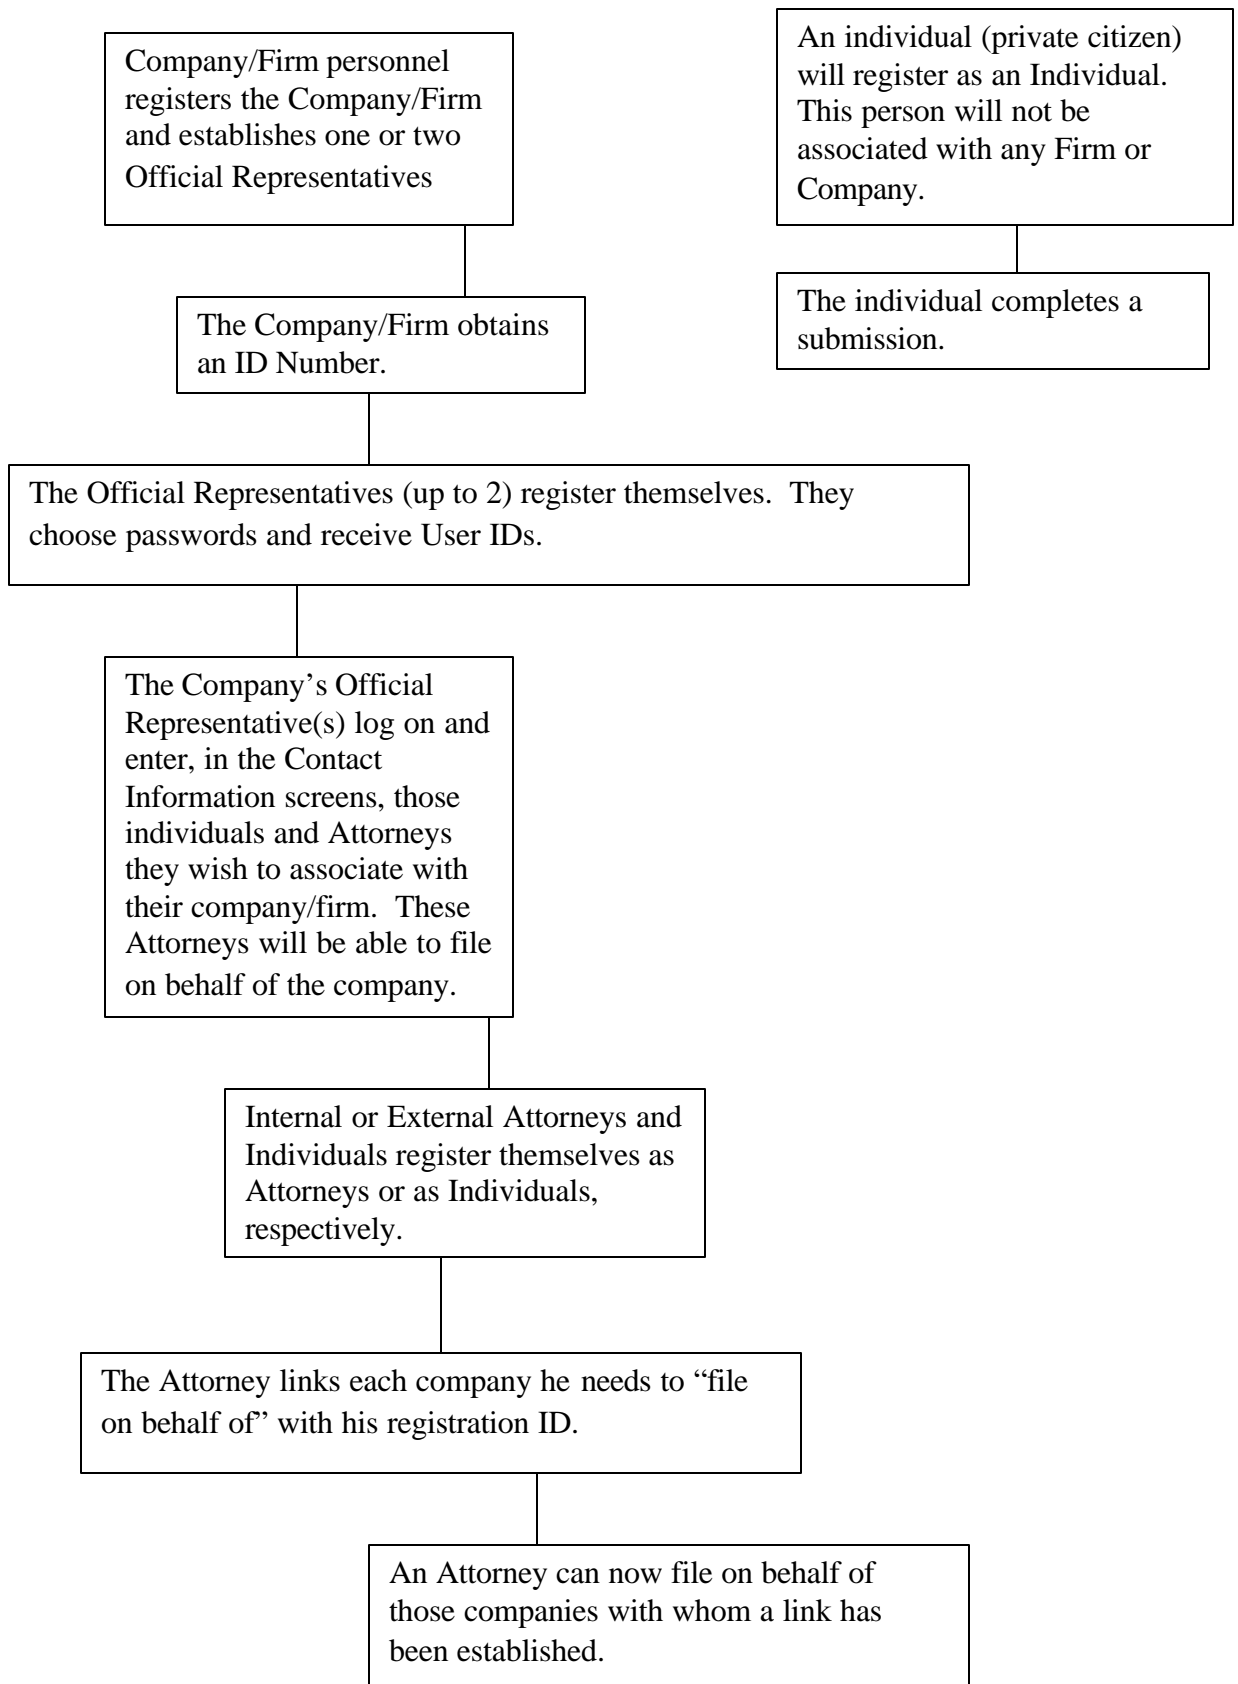 Company/Firm personnel
registers the Company/Firm
and establishes one or two
Official Representatives
An individual (private citizen)
will register as an Individual.
This person will not be
associated with any Firm or
Company.
The individual completes a
submission.
The Company/Firm obtains
an ID Number.
The Official Representatives (up to 2) register themselves.  They
choose passwords and receive User IDs.
The Company’s Official
Representative(s) log on and
enter, in the Contact
Information screens, those
individuals and Attorneys
they wish to associate with
their company/firm.  These
Attorneys will be able to file
on behalf of the company.
Internal or External Attorneys and
Individuals register themselves as
Attorneys or as Individuals,
respectively.
The Attorney links each company he needs to “file
on behalf of” with his registration ID.
An Attorney can now file on behalf of
those companies with whom a link has
been established.